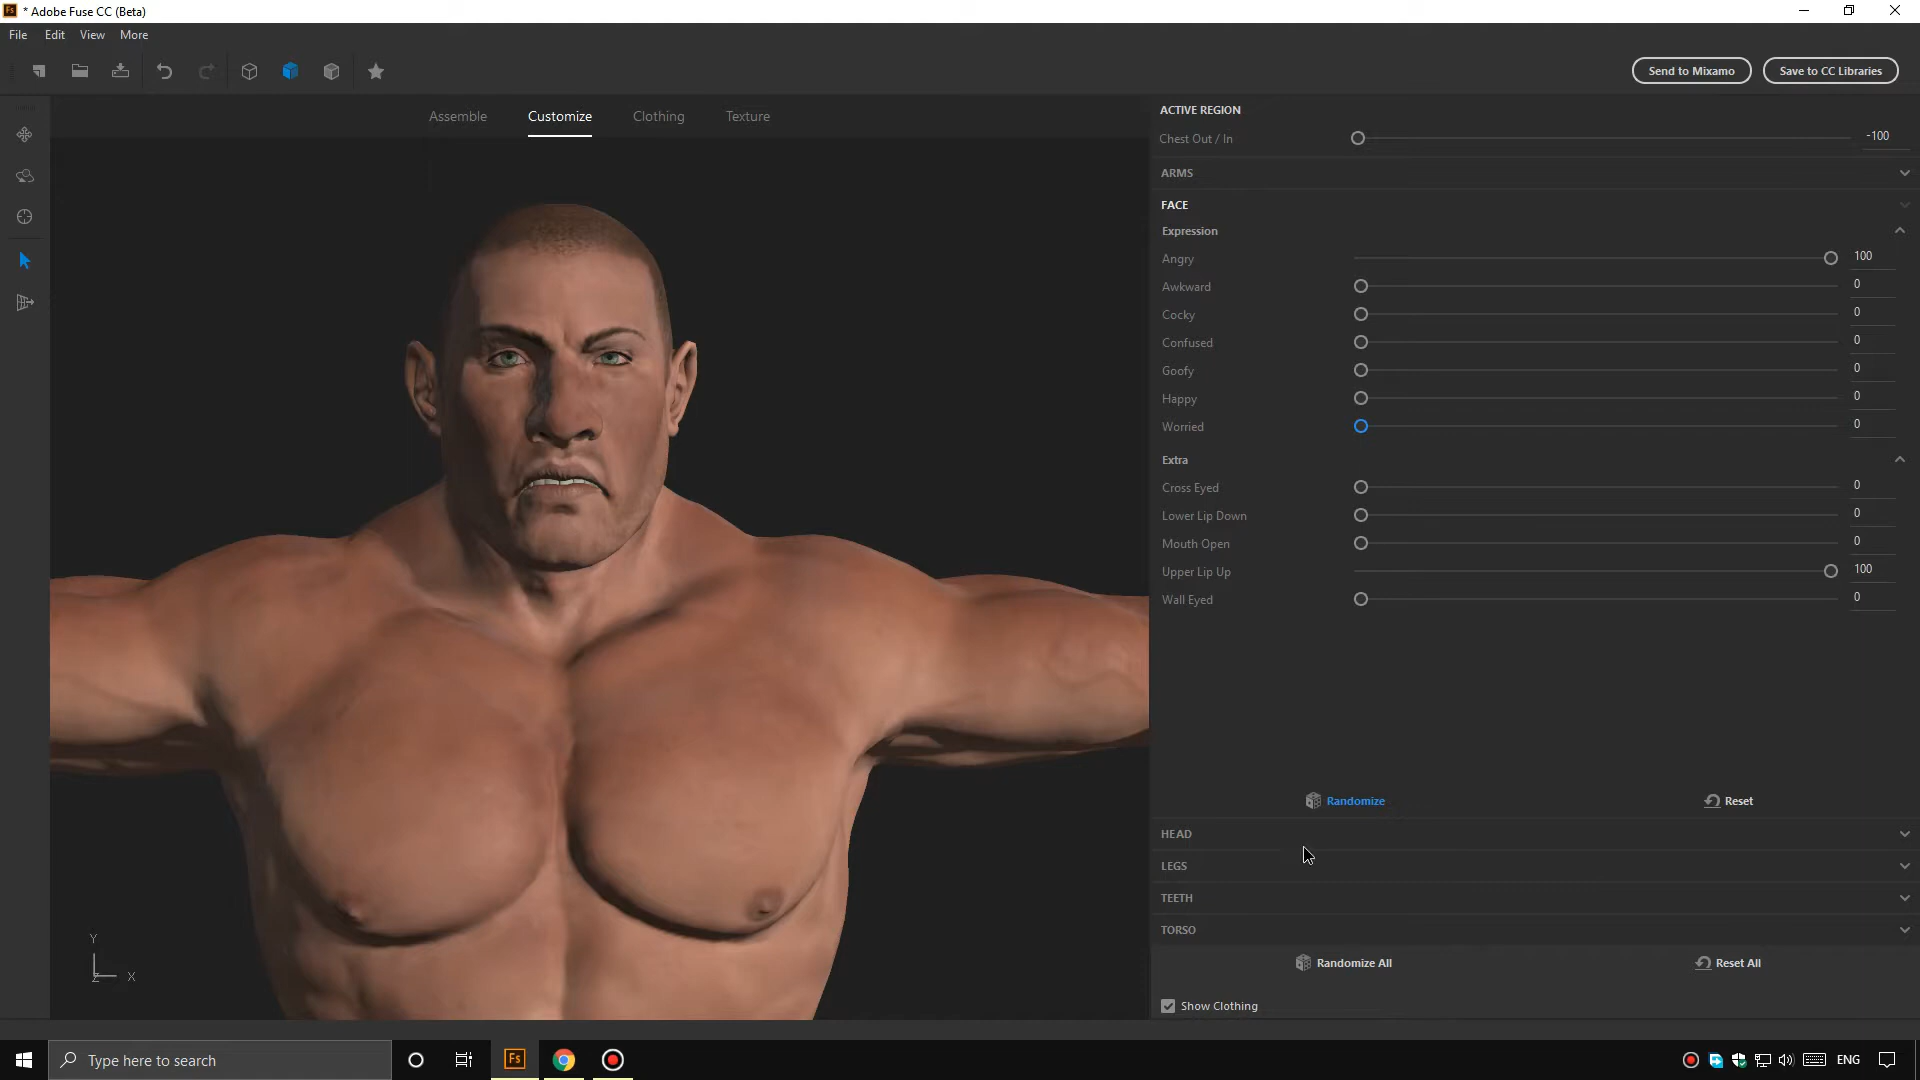 Fs * Adobe Fuse CC (Beta)
File Edit View More
Send to Mixamo Save to CC Libraries
Assemble Customize Clothing Texture
ACTIVE REGION
Chest Out / In -100
ARMS
FACE
Expression
Angry 100
Awkward 0
Cocky 0
Confused 0
Goofy 0
Happy 0
Worried 0
Extra
Cross Eyed 0
Lower Lip Down 0
Mouth Open 0
Upper Lip Up 100
Wall Eyed 0
Randomize Reset
HEAD
LEGS
TEETH
TORSO
Randomize All Reset All
Show Clothing
Y
Z X
Type here to search Fs ENG